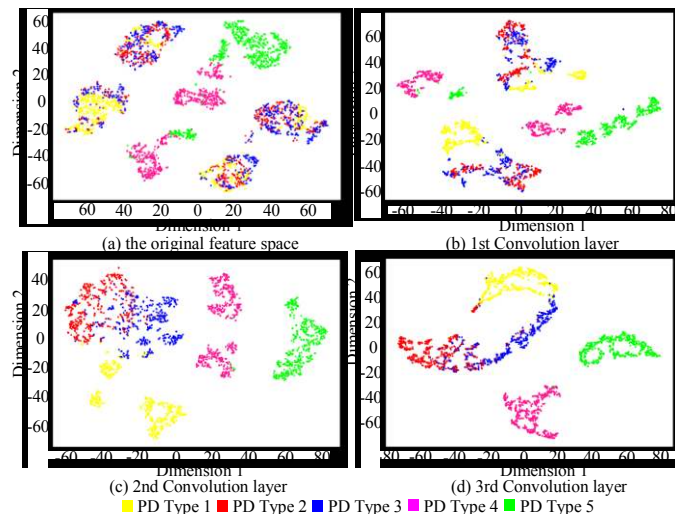 60
40
20
0
-20
-40
-60
Dimension 2
60 40 20 0 20 40 60
Dimension 1
(a) the original feature space
60
40
20
0
-20
-40
-60
Dimension 2
-60 -40 -20 0 20 40 60 80
Dimension 1
(b) 1st Convolution layer
40
20
0
-20
-40
-60
Dimension 2
-60 -40 -20 0 20 40 60 80
Dimension 1
(c) 2nd Convolution layer
60
40
20
0
-20
-40
-60
Dimension 2
-80 -60 -40 -20 0 20 40 60 80
Dimension 1
(d) 3rd Convolution layer
PD Type 1 PD Type 2 PD Type 3 PD Type 4 PD Type 5